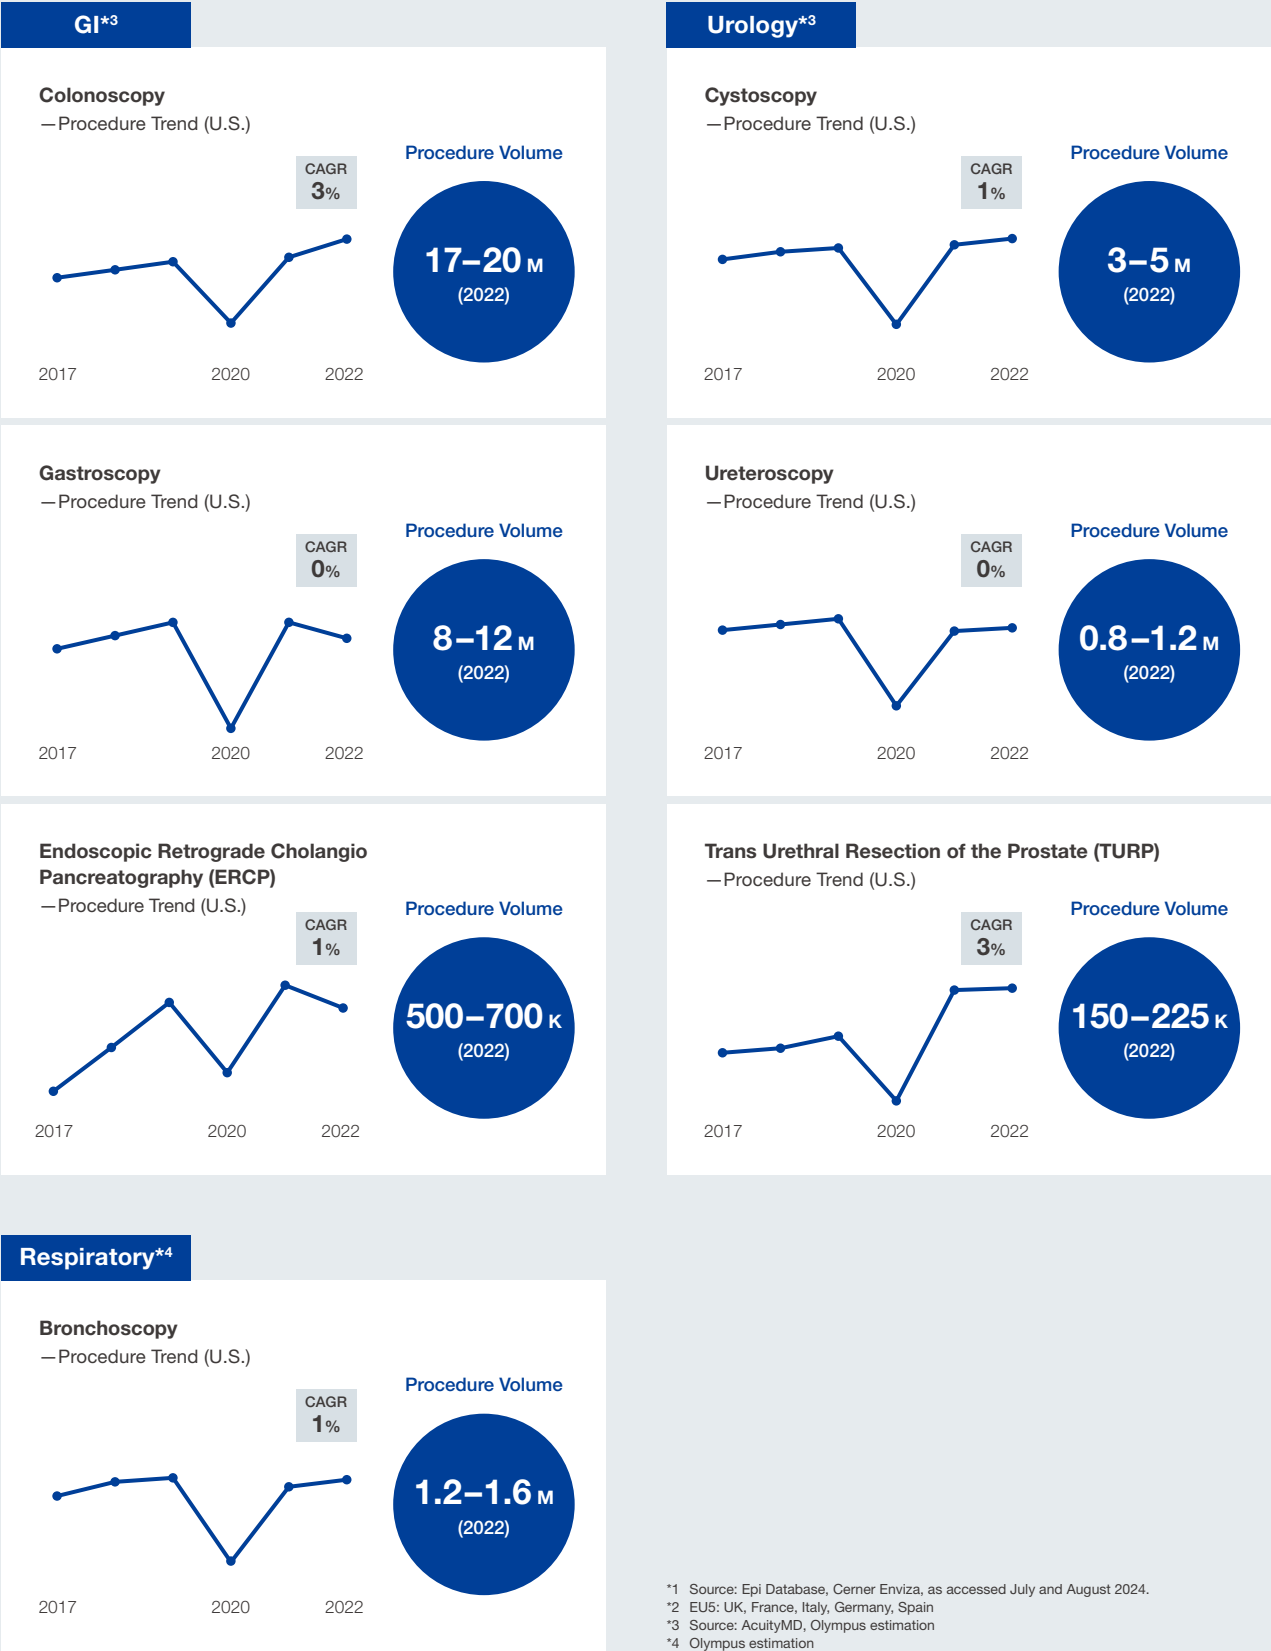 GI*3
Colonoscopy
—Procedure Trend (U.S.)
CAGR
3%
Procedure Volume
17–20 M
(2022)
2017 2020 2022
Gastroscopy
—Procedure Trend (U.S.)
CAGR
0%
Procedure Volume
8–12 M
(2022)
2017 2020 2022
Endoscopic Retrograde Cholangio
Pancreatography (ERCP)
—Procedure Trend (U.S.)
CAGR
1%
Procedure Volume
500–700 K
(2022)
2017 2020 2022
Urology*3
Cystoscopy
—Procedure Trend (U.S.)
CAGR
1%
Procedure Volume
3–5 M
(2022)
2017 2020 2022
Ureteroscopy
—Procedure Trend (U.S.)
CAGR
0%
Procedure Volume
0.8–1.2 M
(2022)
2017 2020 2022
Trans Urethral Resection of the Prostate (TURP)
—Procedure Trend (U.S.)
CAGR
3%
Procedure Volume
150–225 K
(2022)
2017 2020 2022
Respiratory*4
Bronchoscopy
—Procedure Trend (U.S.)
CAGR
1%
Procedure Volume
1.2–1.6 M
(2022)
2017 2020 2022
*1 Source: Epi Database, Cerner Enviza, as accessed July and August 2024.
*2 EU5: UK, France, Italy, Germany, Spain
*3 Source: AcuityMD, Olympus estimation
*4 Olympus estimation